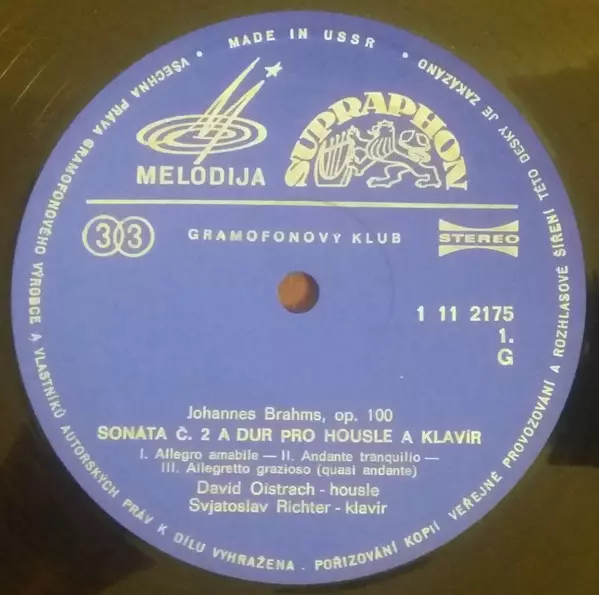 MADE IN USSR
VŠECHNA PRÁVA GRAMOFONOVÉHO VÝROBCE A VLASTNÍKŮ AUTORSKÝCH PRÁV K DÍLU VYHRAŽENA . POŘIZOVÁNÍ KOPIÍ VEŘEJNÉ PROVOZOVÁNÍ A ROZHLASOVÉ ŠÍŘENÍ TÉTO DESKY JE ZAKÁZÁNO
MELODIJA
SUPRAPHON
33
GRAMOFONOVÝ KLUB
STEREO
1 11 2175
1.
G
Johannes Brahms, op. 100
SONÁTA Č. 2 A DUR PRO HOUSLE A KLAVÍR
I. Allegro amabile — II. Andante tranquillo —
III. Allegretto grazioso (quasi andante)
David Oistrach - housle
Svjatoslav Richter - klavír